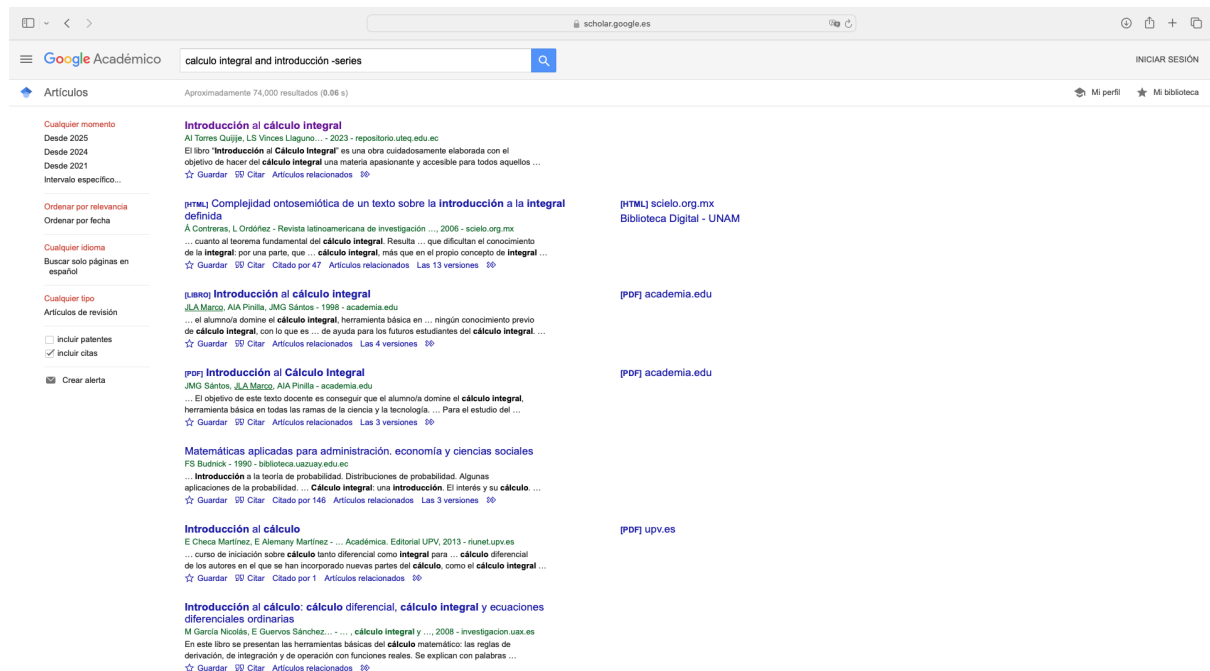 scholar.google.es
Google Académico
calculo integral and introducción -series
INICIAR SESIÓN
Artículos
Aproximadamente 74,000 resultados (0.06 s)
Mi perfil
Mi biblioteca
Cualquier momento
Desde 2025
Desde 2024
Desde 2021
Intervalo específico...
Ordenar por relevancia
Ordenar por fecha
Cualquier idioma
Buscar solo páginas en
español
Cualquier tipo
Artículos de revisión
incluir patentes
incluir citas
Crear alerta
Introducción al cálculo integral
AI Torres Quijije, LS Vinces Llaguno... - 2023 - repositorio.uteq.edu.ec
El libro "Introducción al Cálculo Integral" es una obra cuidadosamente elaborada con el
objetivo de hacer del cálculo integral una materia apasionante y accesible para todos aquellos …
Guardar Citar Artículos relacionados
[HTML] Complejidad ontosemiótica de un texto sobre la introducción a la integral
definida
Á Contreras, L Ordóñez - Revista latinoamericana de investigación …, 2006 - scielo.org.mx
… cuanto al teorema fundamental del cálculo integral. Resulta … que dificultan el conocimiento
de la integral: por una parte, que … cálculo integral, más que en el propio concepto de integral …
Guardar Citar Citado por 47 Artículos relacionados Las 13 versiones
[HTML] scielo.org.mx
Biblioteca Digital - UNAM
[LIBRO] Introducción al cálculo integral
JLA Marco, AIA Pinilla, JMG Sántos - 1998 - academia.edu
… el alumno/a domine el cálculo integral, herramienta básica en … ningún conocimiento previo
de cálculo integral, con lo que es … de ayuda para los futuros estudiantes del cálculo integral. …
Guardar Citar Artículos relacionados Las 4 versiones
[PDF] academia.edu
[PDF] Introducción al Cálculo Integral
JMG Sántos, JLA Marco, AIA Pinilla - academia.edu
… El objetivo de este texto docente es conseguir que el alumno/a domine el cálculo integral,
herramienta básica en todas las ramas de la ciencia y la tecnología. … Para el estudio del …
Guardar Citar Artículos relacionados Las 3 versiones
[PDF] academia.edu
Matemáticas aplicadas para administración. economía y ciencias sociales
FS Budnick - 1990 - biblioteca.uazuay.edu.ec
… Introducción a la teoría de probabilidad. Distribuciones de probabilidad. Algunas
aplicaciones de la probabilidad. … Cálculo integral: una introducción. El interés y su cálculo. …
Guardar Citar Citado por 146 Artículos relacionados Las 3 versiones
Introducción al cálculo
E Checa Martínez, E Alemany Martínez - … Académica. Editorial UPV, 2013 - riunet.upv.es
… curso de iniciación sobre cálculo tanto diferencial como integral para … cálculo diferencial
de los autores en el que se han incorporado nuevas partes del cálculo, como el cálculo integral …
Guardar Citar Citado por 1 Artículos relacionados
[PDF] upv.es
Introducción al cálculo: cálculo diferencial, cálculo integral y ecuaciones
diferenciales ordinarias
M García Nicolás, E Guervos Sánchez… - … , cálculo integral y …, 2008 - investigacion.uax.es
En este libro se presentan las herramientas básicas del cálculo matemático: las reglas de
derivación, de integración y de operación con funciones reales. Se explican con palabras …
Guardar Citar Artículos relacionados